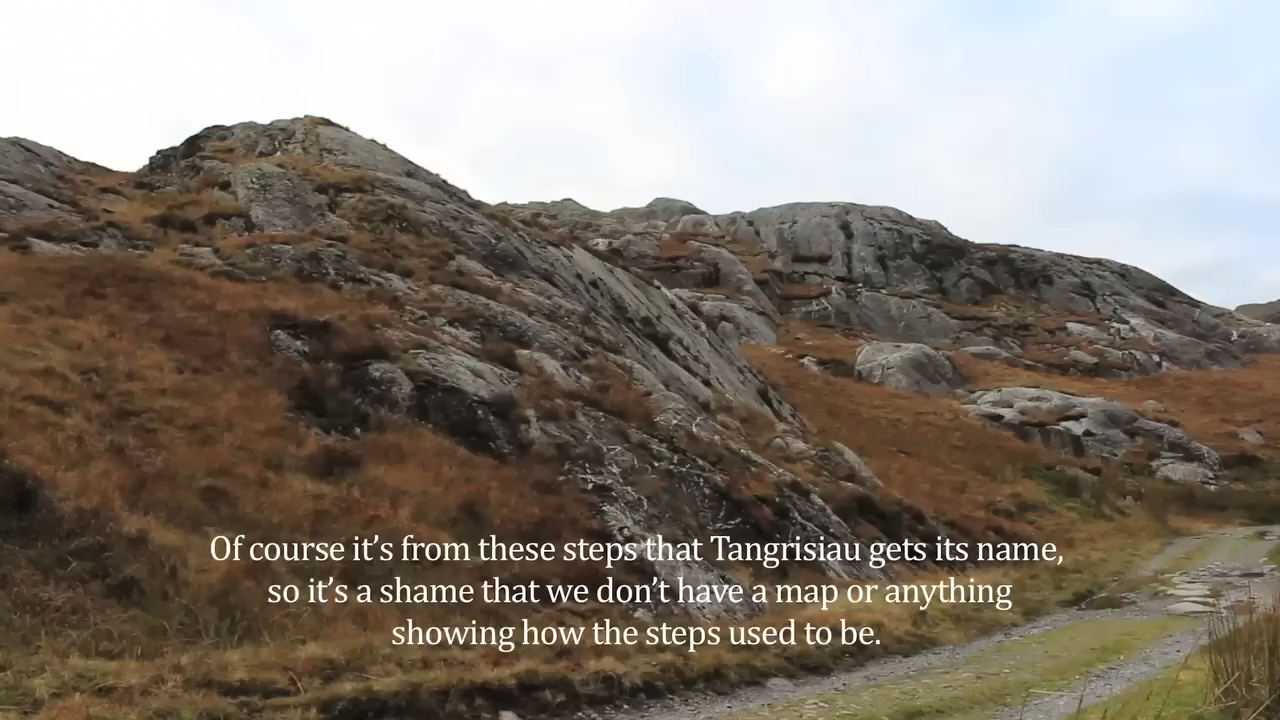 Of course it’s from these steps that Tangrisiau gets its name,
so it’s a shame that we don’t have a map or anything
showing how the steps used to be.